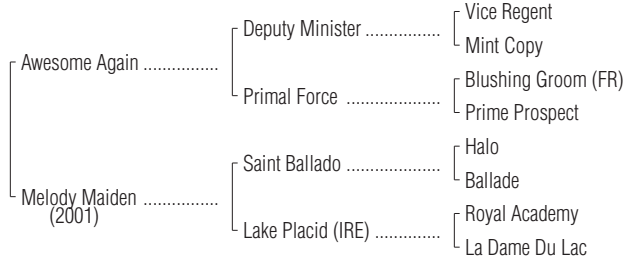 Vice Regent
Deputy Minister ..................
Mint Copy
Awesome Again ................
Blushing Groom (FR)
Primal Force ......................
Prime Prospect
Halo
Saint Ballado ......................
Ballade
Melody Maiden ................
(2001)
Royal Academy
Lake Placid (IRE) ...............
La Dame Du Lac